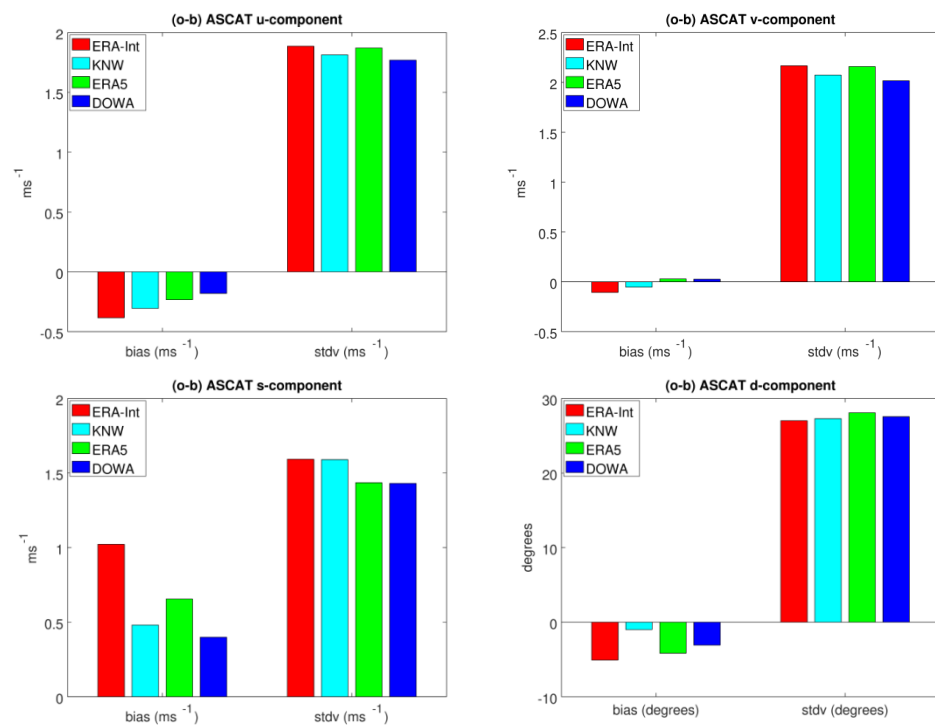 (o-b) ASCAT u-component
2
1.5
1
0.5
0
-0.5
ms⁻¹
ERA-Int
KNW
ERA5
DOWA
bias (ms ⁻¹)
stdv (ms ⁻¹)
(o-b) ASCAT v-component
2.5
2
1.5
1
0.5
0
-0.5
ms⁻¹
ERA-Int
KNW
ERA5
DOWA
bias (ms ⁻¹)
stdv (ms ⁻¹)
(o-b) ASCAT s-component
2
1.5
1
0.5
0
ms⁻¹
ERA-Int
KNW
ERA5
DOWA
bias (ms ⁻¹)
stdv (ms ⁻¹)
(o-b) ASCAT d-component
30
20
10
0
-10
degrees
ERA-Int
KNW
ERA5
DOWA
bias (degrees)
stdv (degrees)